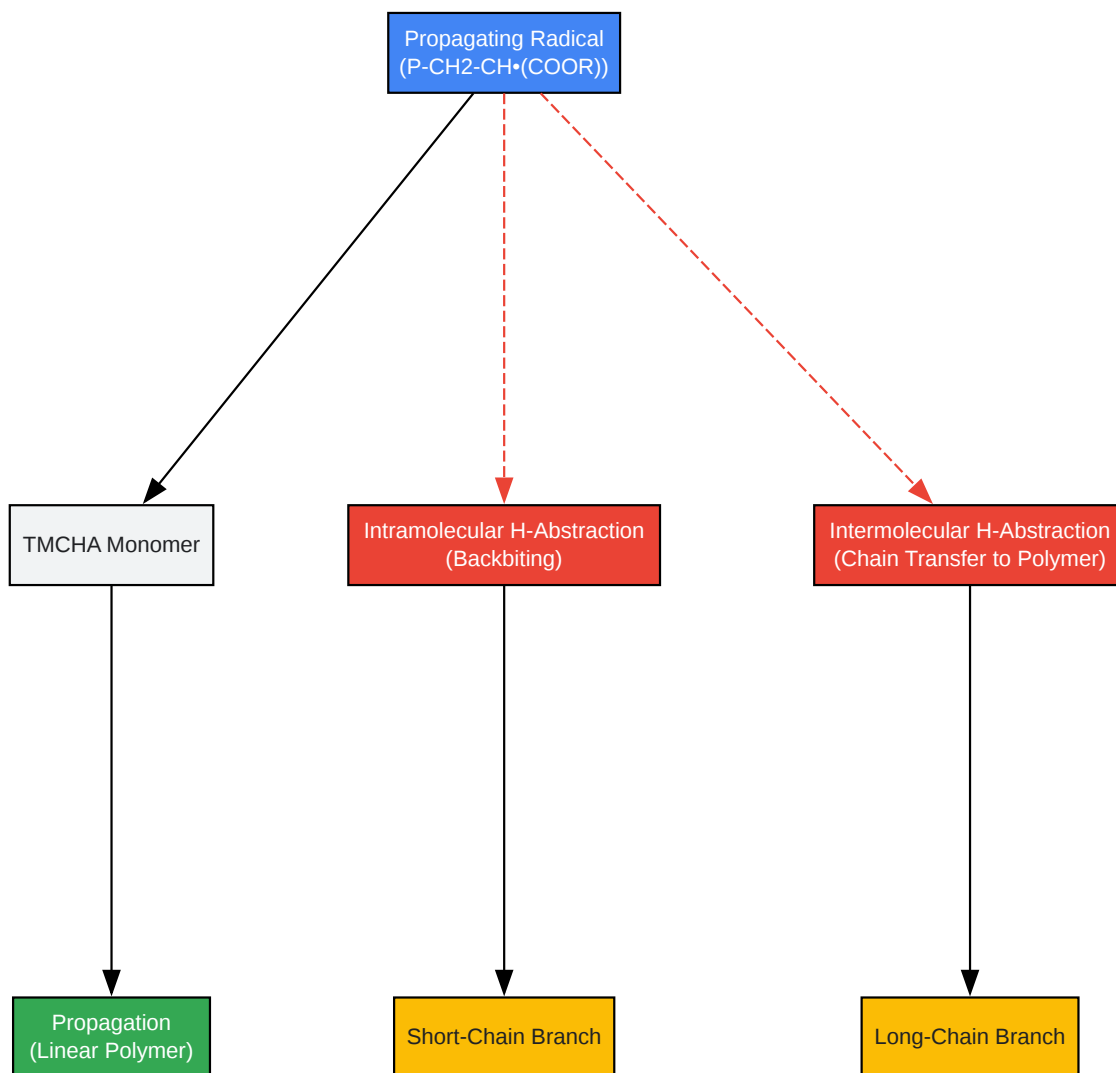 Propagating Radical
(P-CH2-CH•(COOR))
TMCHA Monomer
Intramolecular H-Abstraction
(Backbiting)
Intermolecular H-Abstraction
(Chain Transfer to Polymer)
Propagation
(Linear Polymer)
Short-Chain Branch
Long-Chain Branch